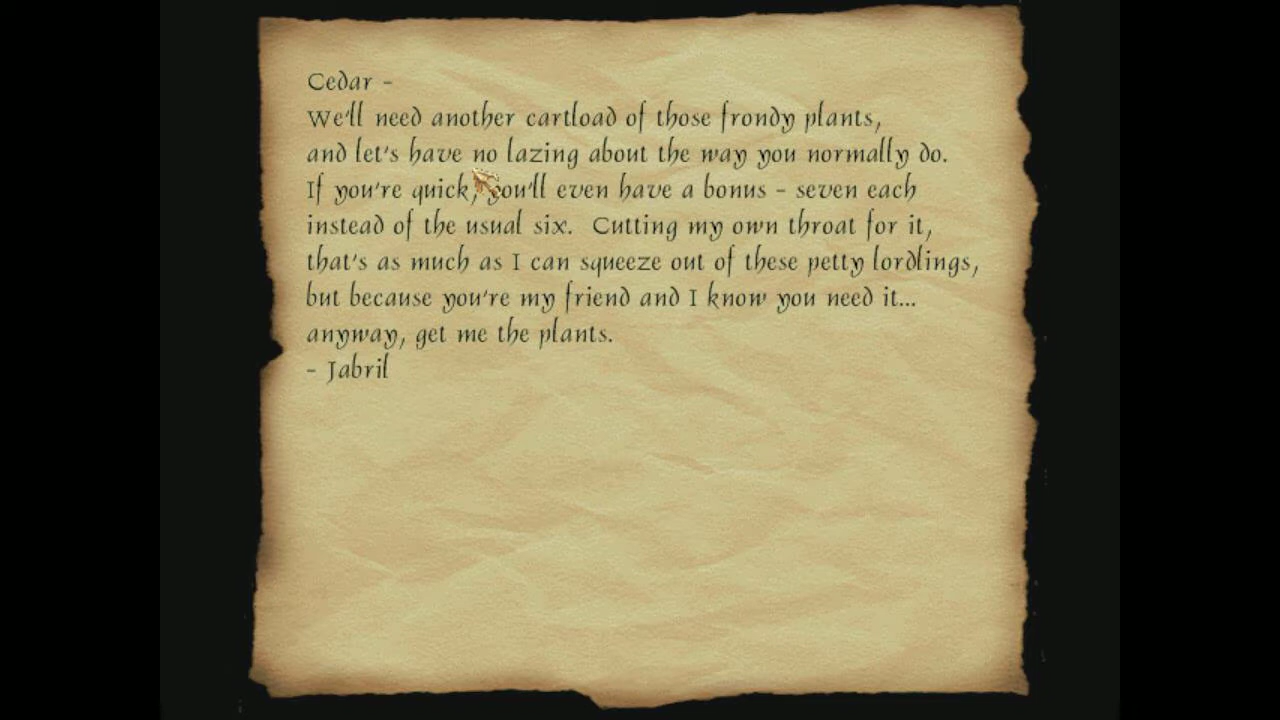 Cedar -
We'll need another cartload of those frondy plants,
and let's have no lazing about the way you normally do.
If you're quick, you'll even have a bonus - seven each
instead of the usual six.  Cutting my own throat for it,
that's as much as I can squeeze out of these petty lordlings,
but because you're my friend and I know you need it...
anyway, get me the plants.
- Jabril